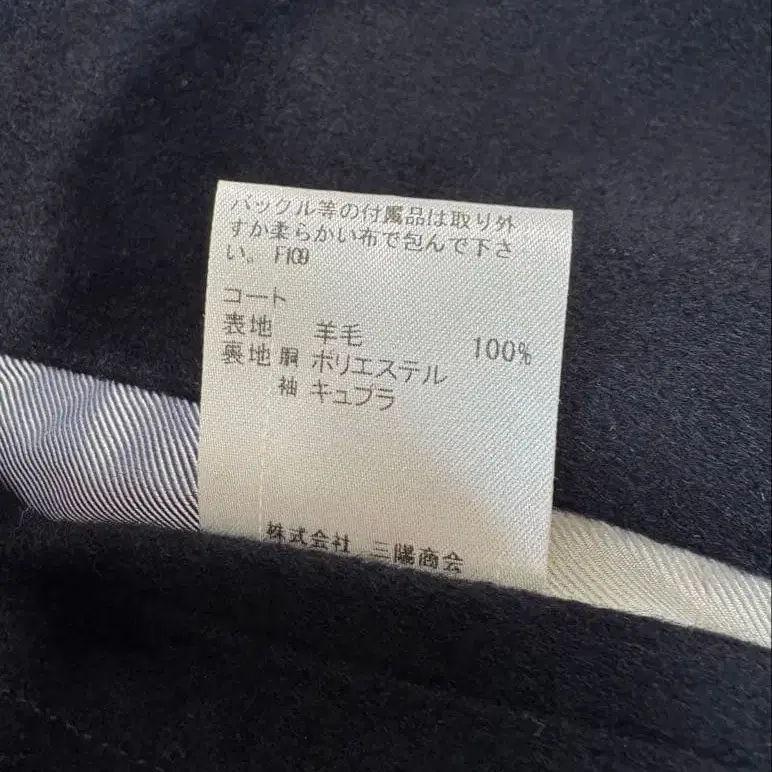 バックル等の付属品は取り外
すか柔らかい布で包んで下さ
い。 F109
コート
表地 羊毛 100%
裏地 胴 ポリエステル
袖 キュプラ
株式会社 三陽商会